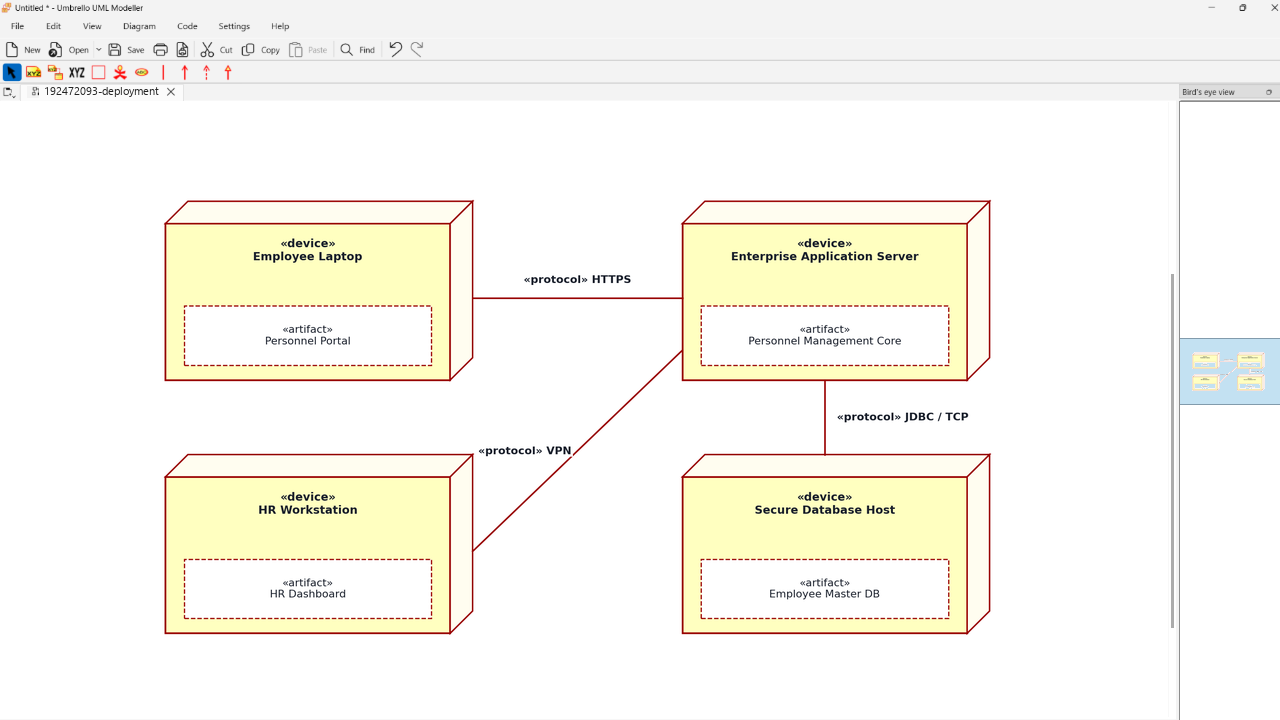 Untitled * - Umbrello UML Modeller
File Edit View Diagram Code Settings Help
New Open Save Cut Copy Paste Find
XYZ XYZ ABC
192472093-deployment
Bird's eye view
«device»
Employee Laptop
«artifact»
Personnel Portal
«protocol» HTTPS
«device»
Enterprise Application Server
«artifact»
Personnel Management Core
«protocol» JDBC / TCP
«protocol» VPN
«device»
HR Workstation
«artifact»
HR Dashboard
«device»
Secure Database Host
«artifact»
Employee Master DB